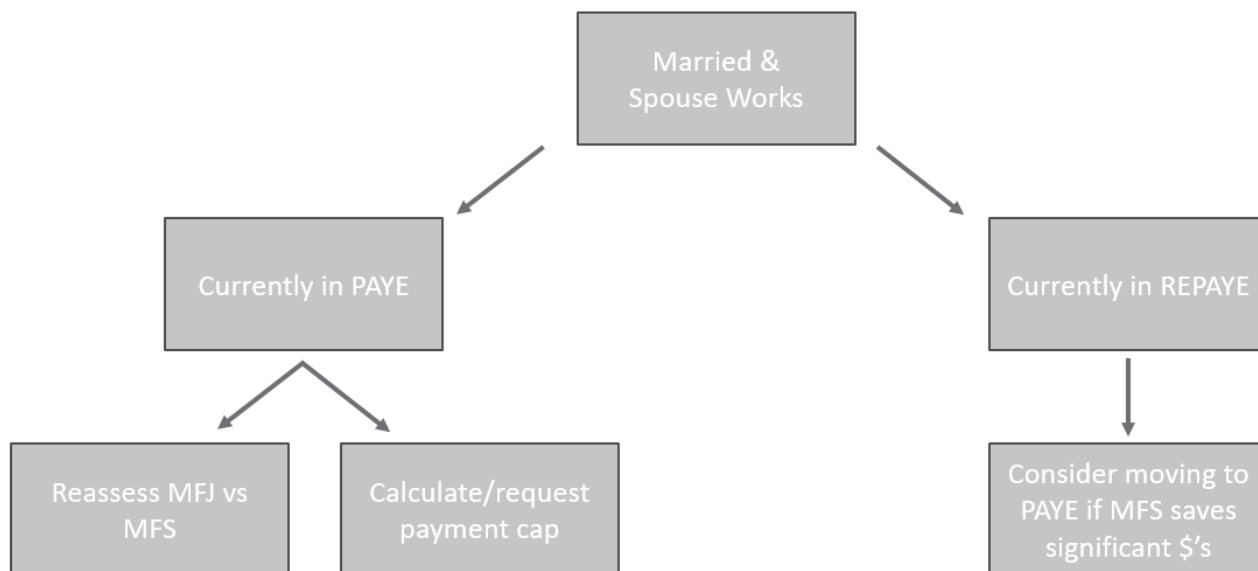 Married &
Spouse Works
Currently in PAYE
Currently in REPAYE
Reassess MFJ vs
MFS
Calculate/request
payment cap
Consider moving to
PAYE if MFS saves
significant $'s